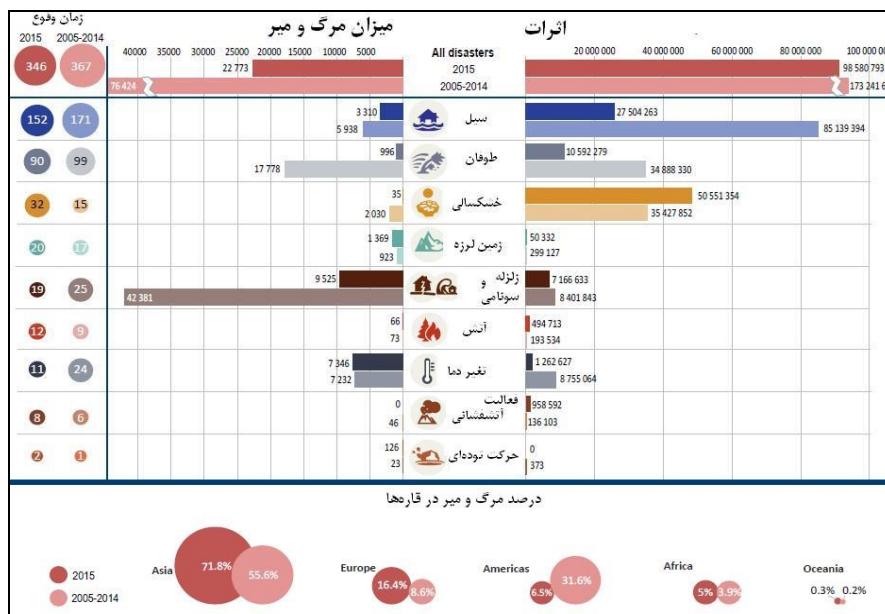 زمان وقوع
2015 2005-2014
346 367
میزان مرگ و میر
40000 35000 30000 25000 20000 15000 10000 5000
اثرات
20 000 000 40 000 000 60 000 000 80 000 000 100 000
All disasters
22 773 2015 98 580 793
76 424 2005-2014 173 241 6
152 171 3 310 5 938 سیل 27 504 263 85 139 394
90 99 996 17 778 طوفان 10 592 279 34 888 330
32 15 35 2 030 خشکسالی 50 551 354 35 427 852
20 17 1 369 923 زمین لرزه 50 332 299 127
19 25 9 525 42 381 زلزله و سونامی 7 166 633 8 401 843
12 9 66 73 آتش 494 713 193 534
11 24 7 346 7 232 تغیر دما 1 262 627 8 755 064
8 6 0 46 فعالیت آتشفشانی 958 592 136 103
2 1 126 23 حرکت توده‌ای 0 373
درصد مرگ و میر در قاره‌ها
2015
2005-2014
Asia 71.8% 55.6%
Europe 16.4% 8.6%
Americas 6.5% 31.6%
Africa 5% 3.9%
Oceania 0.3% 0.2%